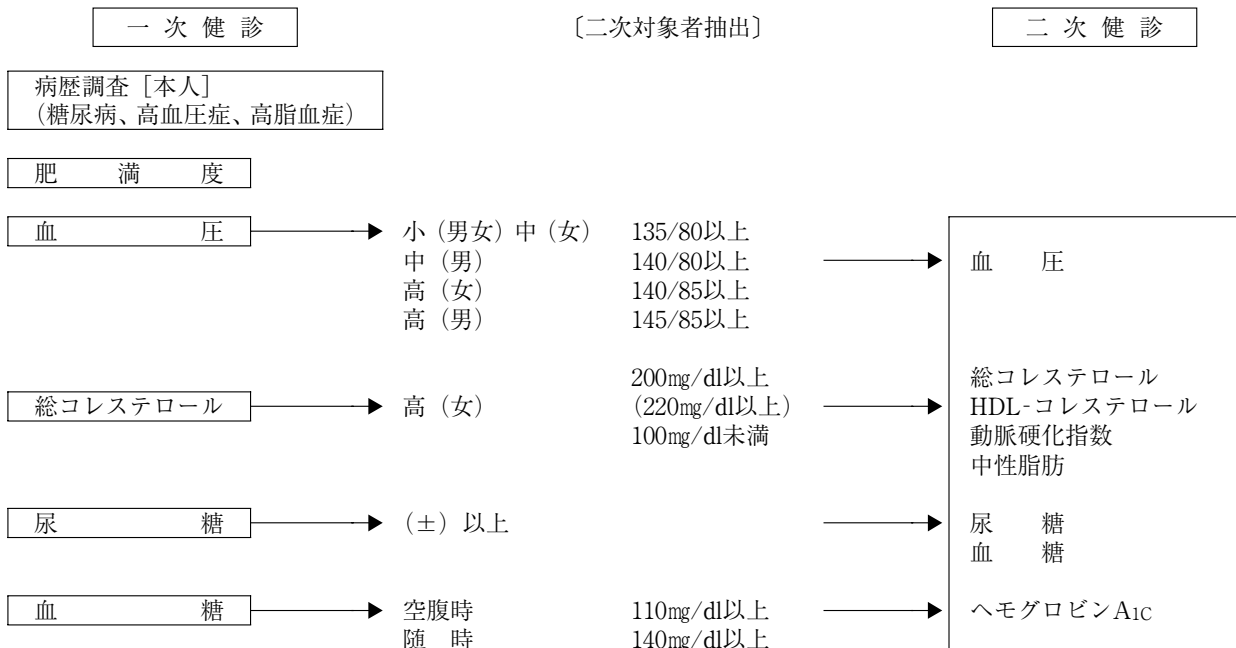 一次健診 〔二次対象者抽出〕 二次健診
病歴調査［本人］
（糖尿病、高血圧症、高脂血症）
肥満度
血圧 小（男女）中（女） 135/80以上
中（男） 140/80以上 血圧
高（女） 140/85以上
高（男） 145/85以上
200㎎/dl以上 総コレステロール
総コレステロール 高（女） (220㎎/dl以上) HDL-コレステロール
100㎎/dl未満 動脈硬化指数
中性脂肪
尿糖 （±）以上 尿糖
血糖
血糖 空腹時 110㎎/dl以上 ヘモグロビンA1C
随時 140㎎/dl以上